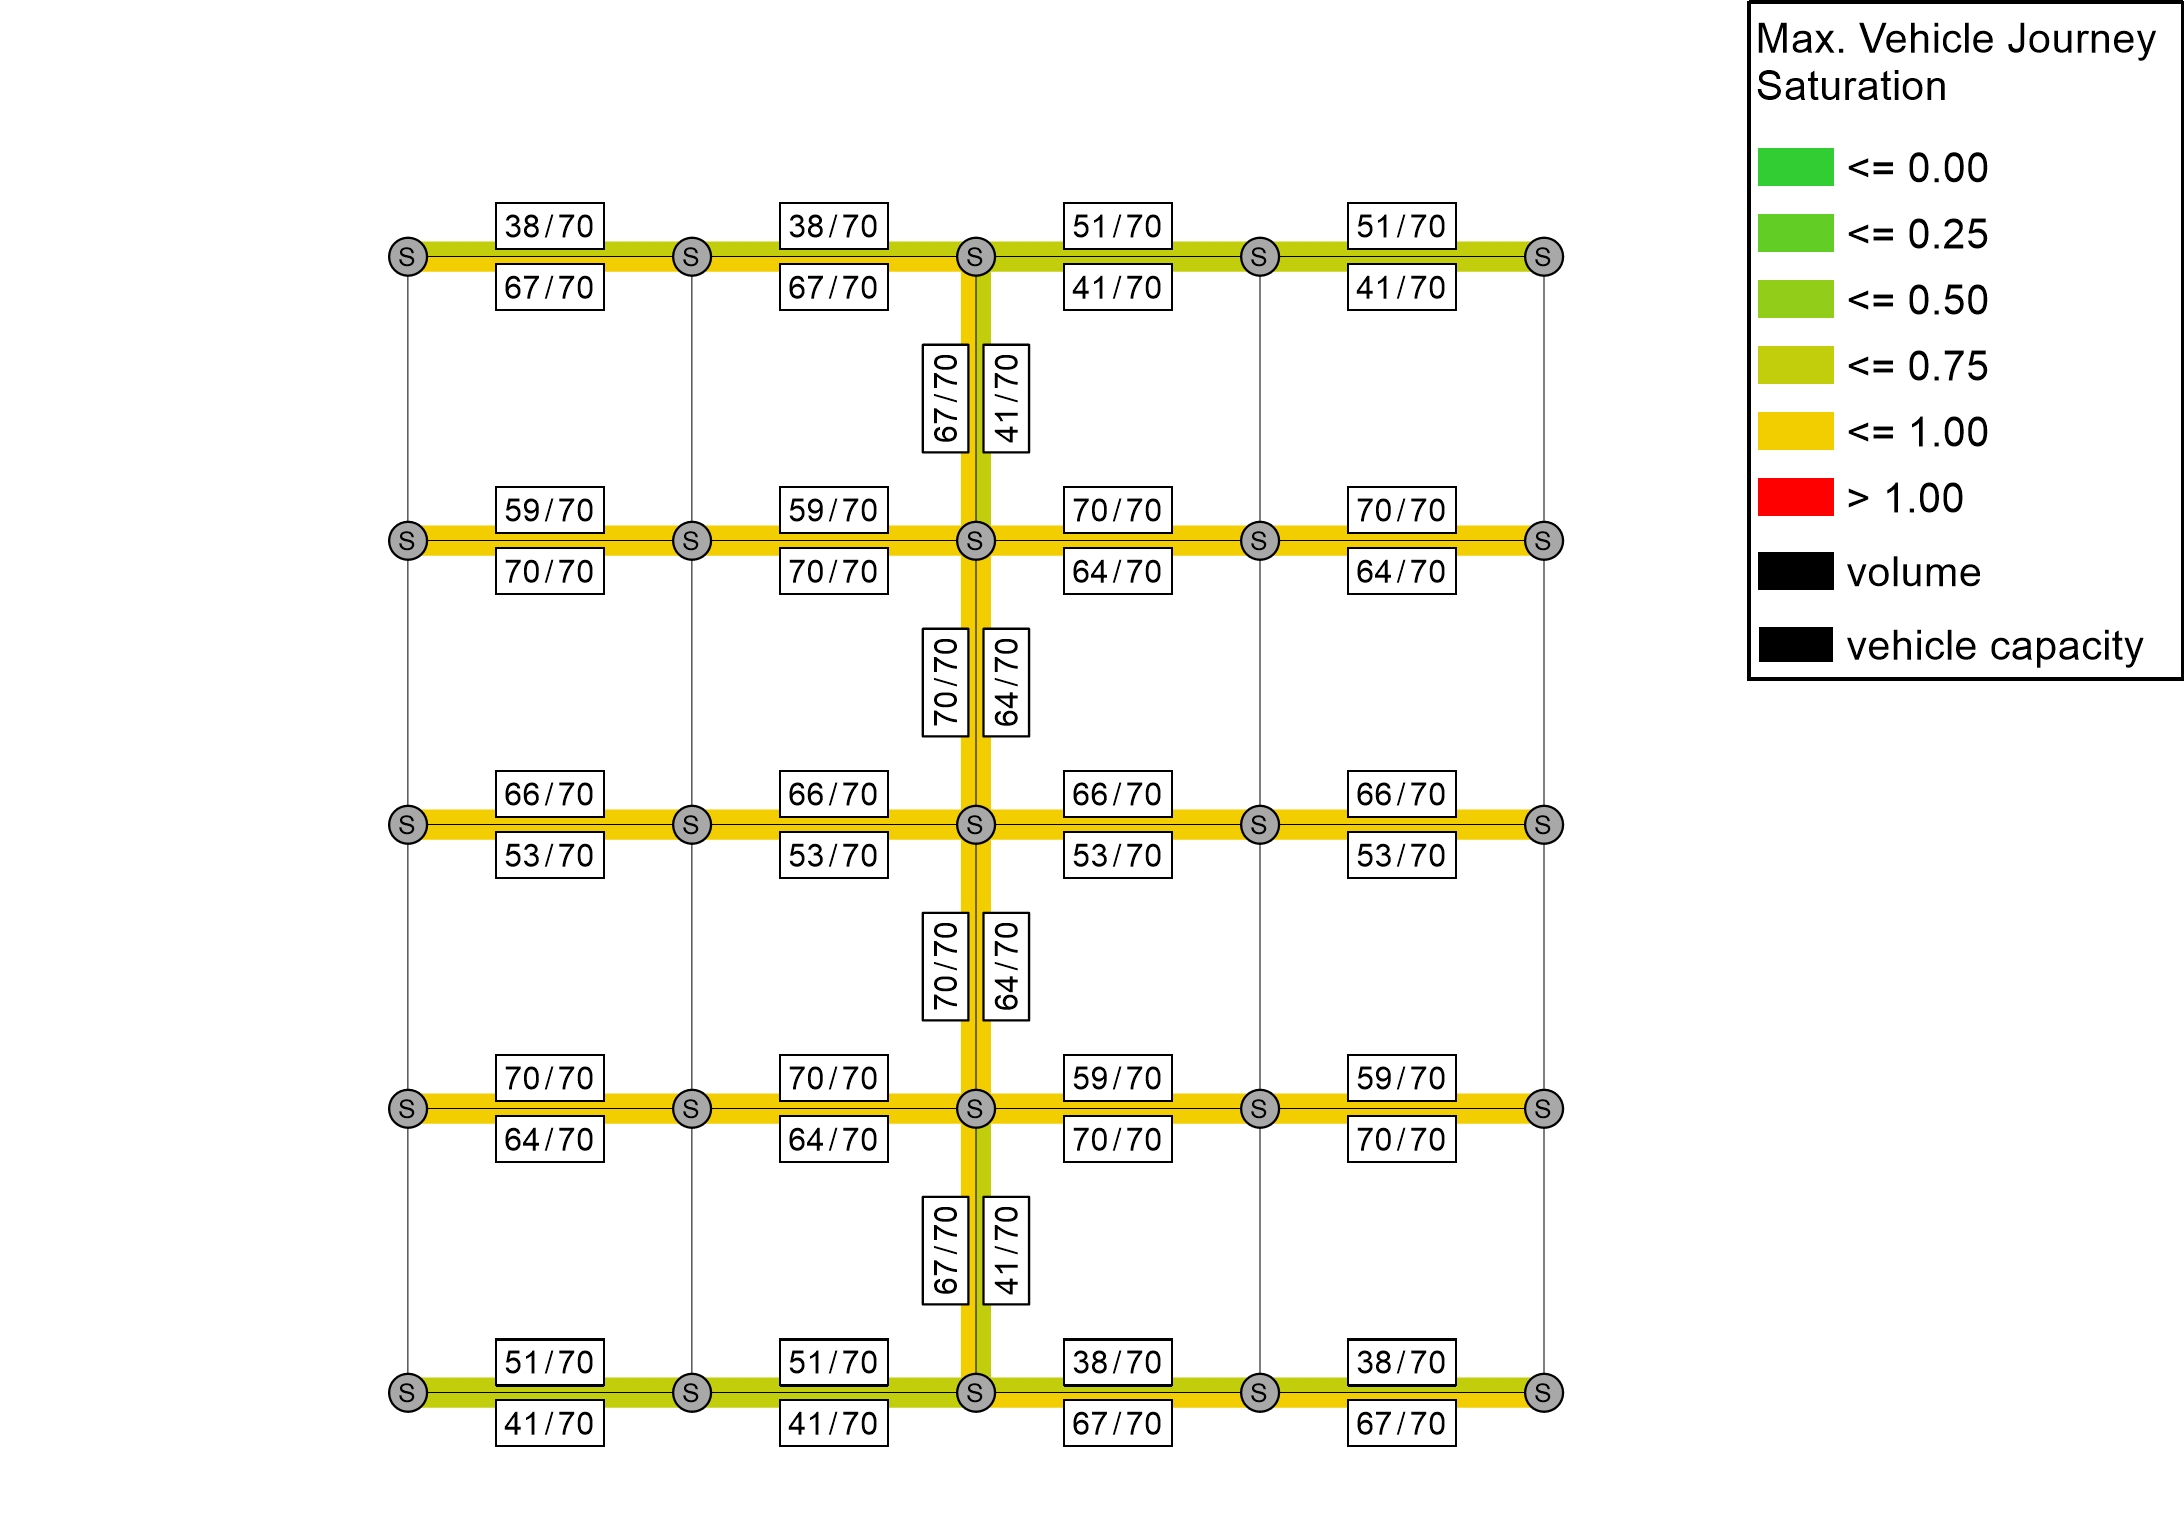 Max. Vehicle Journey
Saturation
<= 0.00
<= 0.25
<= 0.50
<= 0.75
<= 1.00
> 1.00
volume
vehicle capacity
38/70 38/70 51/70 51/70
S S S S S
67/70 67/70 41/70 41/70
67/70 41/70
59/70 59/70 70/70 70/70
S S S S S
70/70 70/70 64/70 64/70
70/70 64/70
66/70 66/70 66/70 66/70
S S S S S
53/70 53/70 53/70 53/70
70/70 64/70
70/70 70/70 59/70 59/70
S S S S S
64/70 64/70 70/70 70/70
67/70 41/70
51/70 51/70 38/70 38/70
S S S S S
41/70 41/70 67/70 67/70